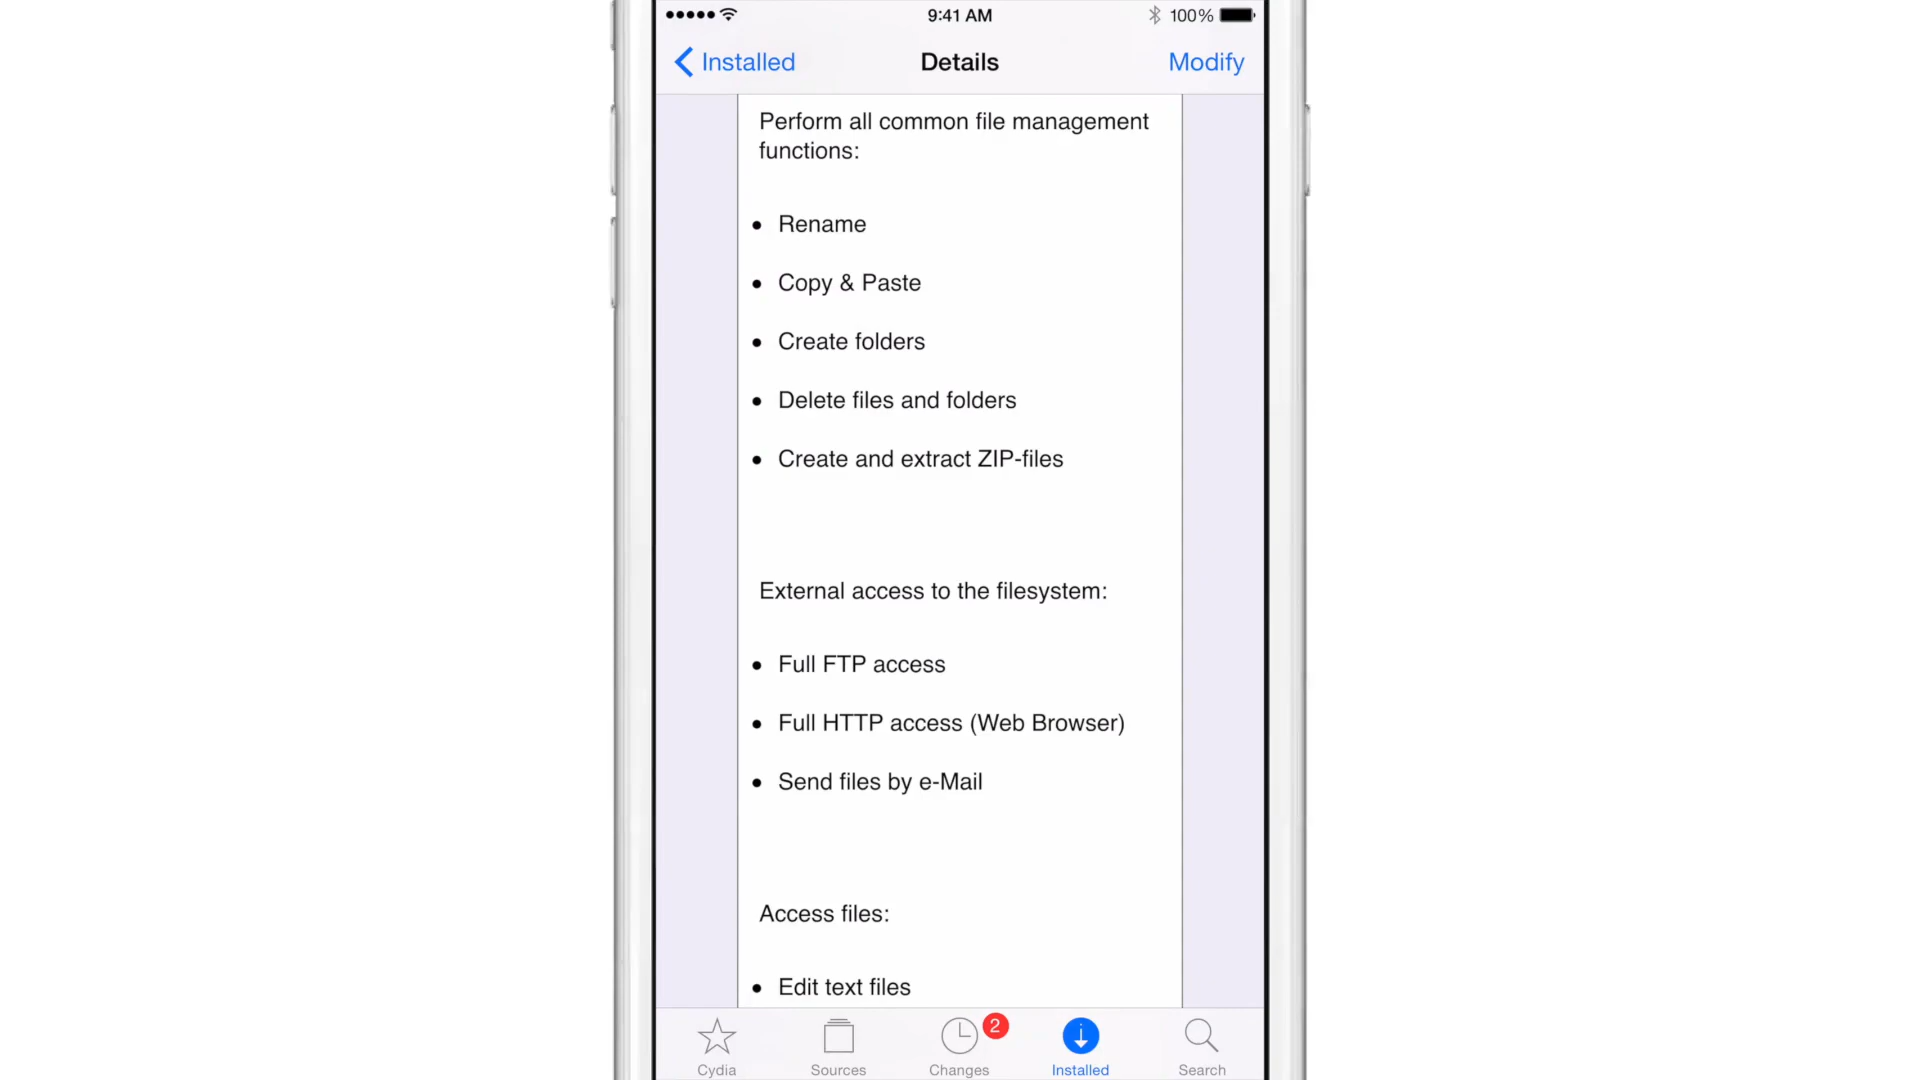 9:41 AM
100%
Installed
Details
Modify
Perform all common file management
functions:
• Rename
• Copy & Paste
• Create folders
• Delete files and folders
• Create and extract ZIP-files
External access to the filesystem:
• Full FTP access
• Full HTTP access (Web Browser)
• Send files by e-Mail
Access files:
• Edit text files
2
Cydia
Sources
Changes
Installed
Search